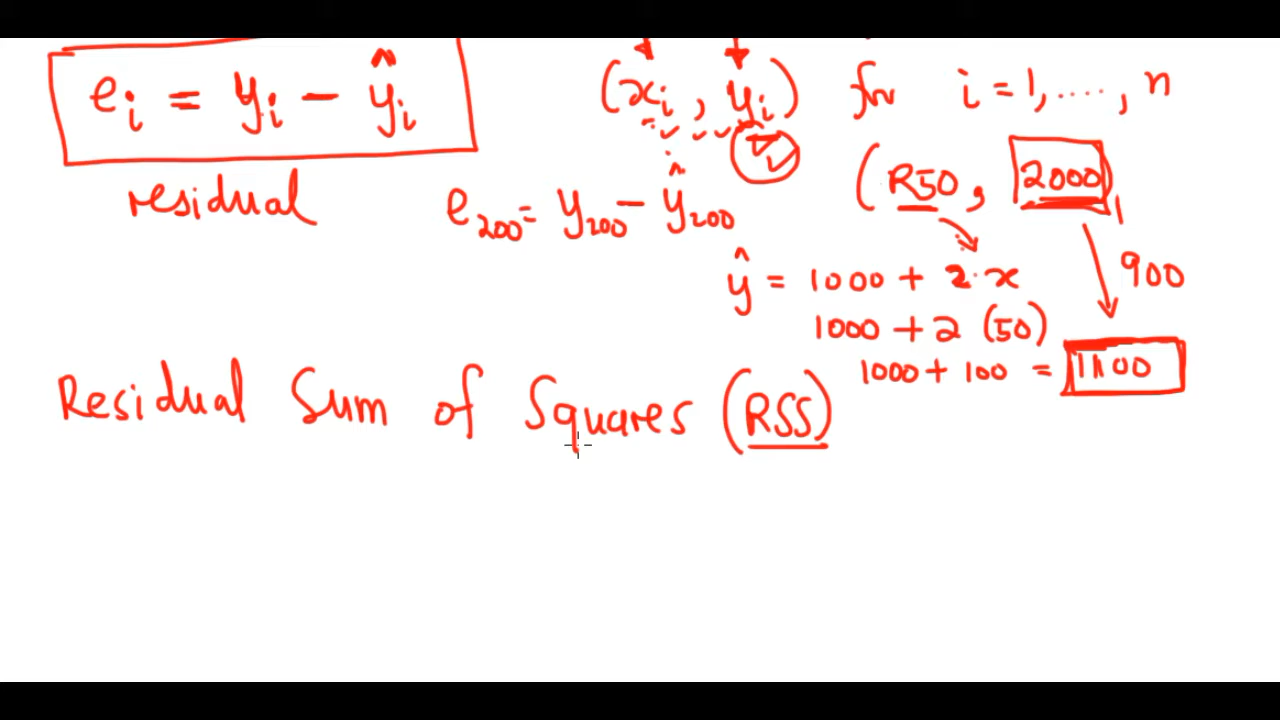 eᵢ = yᵢ − ŷᵢ
(xᵢ, yᵢ) for i = 1, ...., n
residual
e₂₀₀ = y₂₀₀ − ŷ₂₀₀
(R50, 2000)
900
ŷ = 1000 + 2·x
1000 + 2 (50)
1000 + 100 = 1100
Residual Sum of Squares (RSS)